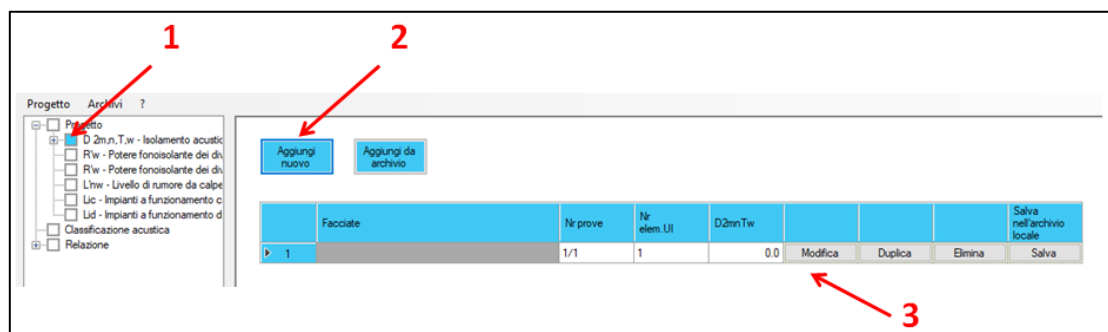 1
2
Progetto Archivi ?
Progetto
D 2m,n,T,w - Isolamento acustic
R'w - Potere fonoisolante dei div
R'w - Potere fonoisolante dei div
L'nw - Livello di rumore da calpe
Lic - Impianti a funzionamento c
Lid - Impianti a funzionamento d
Classificazione acustica
Relazione
Aggiungi nuovo
Aggiungi da archivio
Facciate Nr prove Nr elem.UI D2mnTw Salva nell'archivio locale
1 1/1 1 0.0 Modifica Duplica Elimina Salva
3